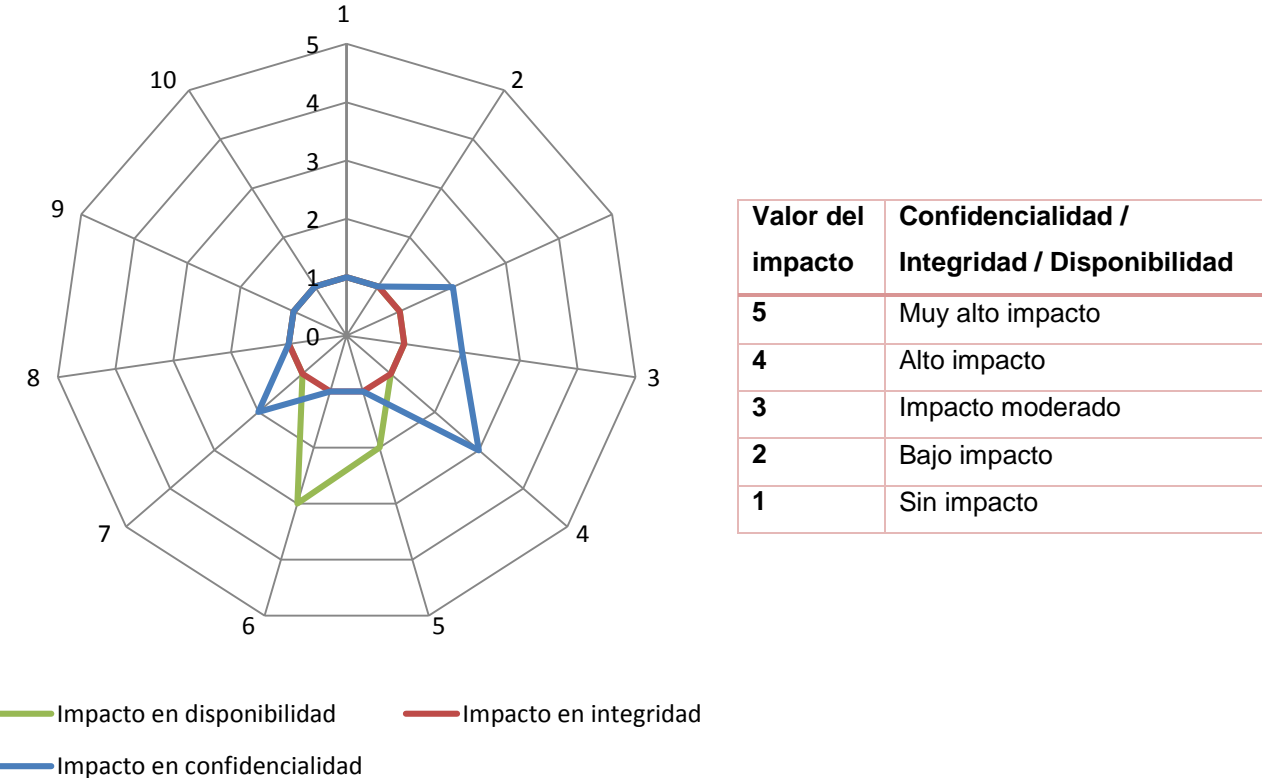 1
5
10
2
4
3
9
2
1
0
8
3
7
4
6
5
Valor del impacto
Confidencialidad / Integridad / Disponibilidad
5 Muy alto impacto
4 Alto impacto
3 Impacto moderado
2 Bajo impacto
1 Sin impacto
Impacto en disponibilidad
Impacto en integridad
Impacto en confidencialidad